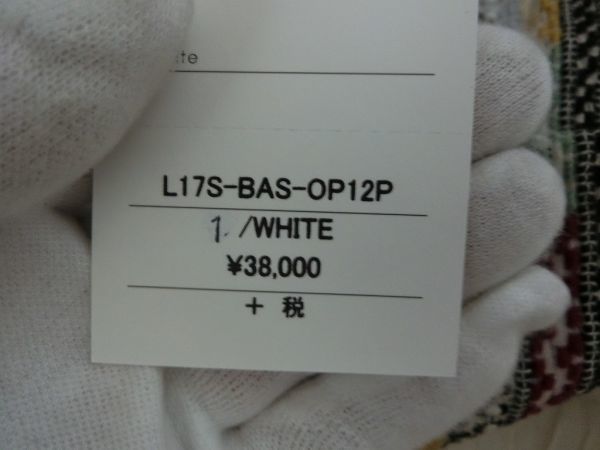 L17S-BAS-OP12P
1/WHITE
¥38,000
+ 税